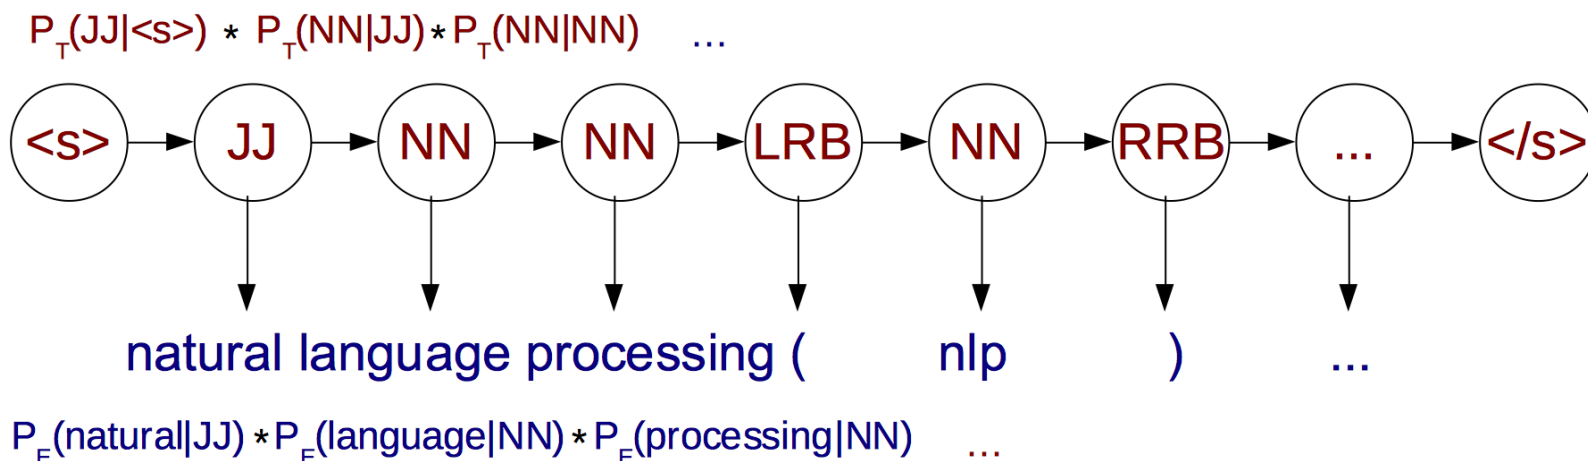 P_T(JJ|<s>) * P_T(NN|JJ) * P_T(NN|NN) ...
<s> JJ NN NN LRB NN RRB ... </s>
natural language processing ( nlp ) ...
P_E(natural|JJ) * P_E(language|NN) * P_E(processing|NN) ...